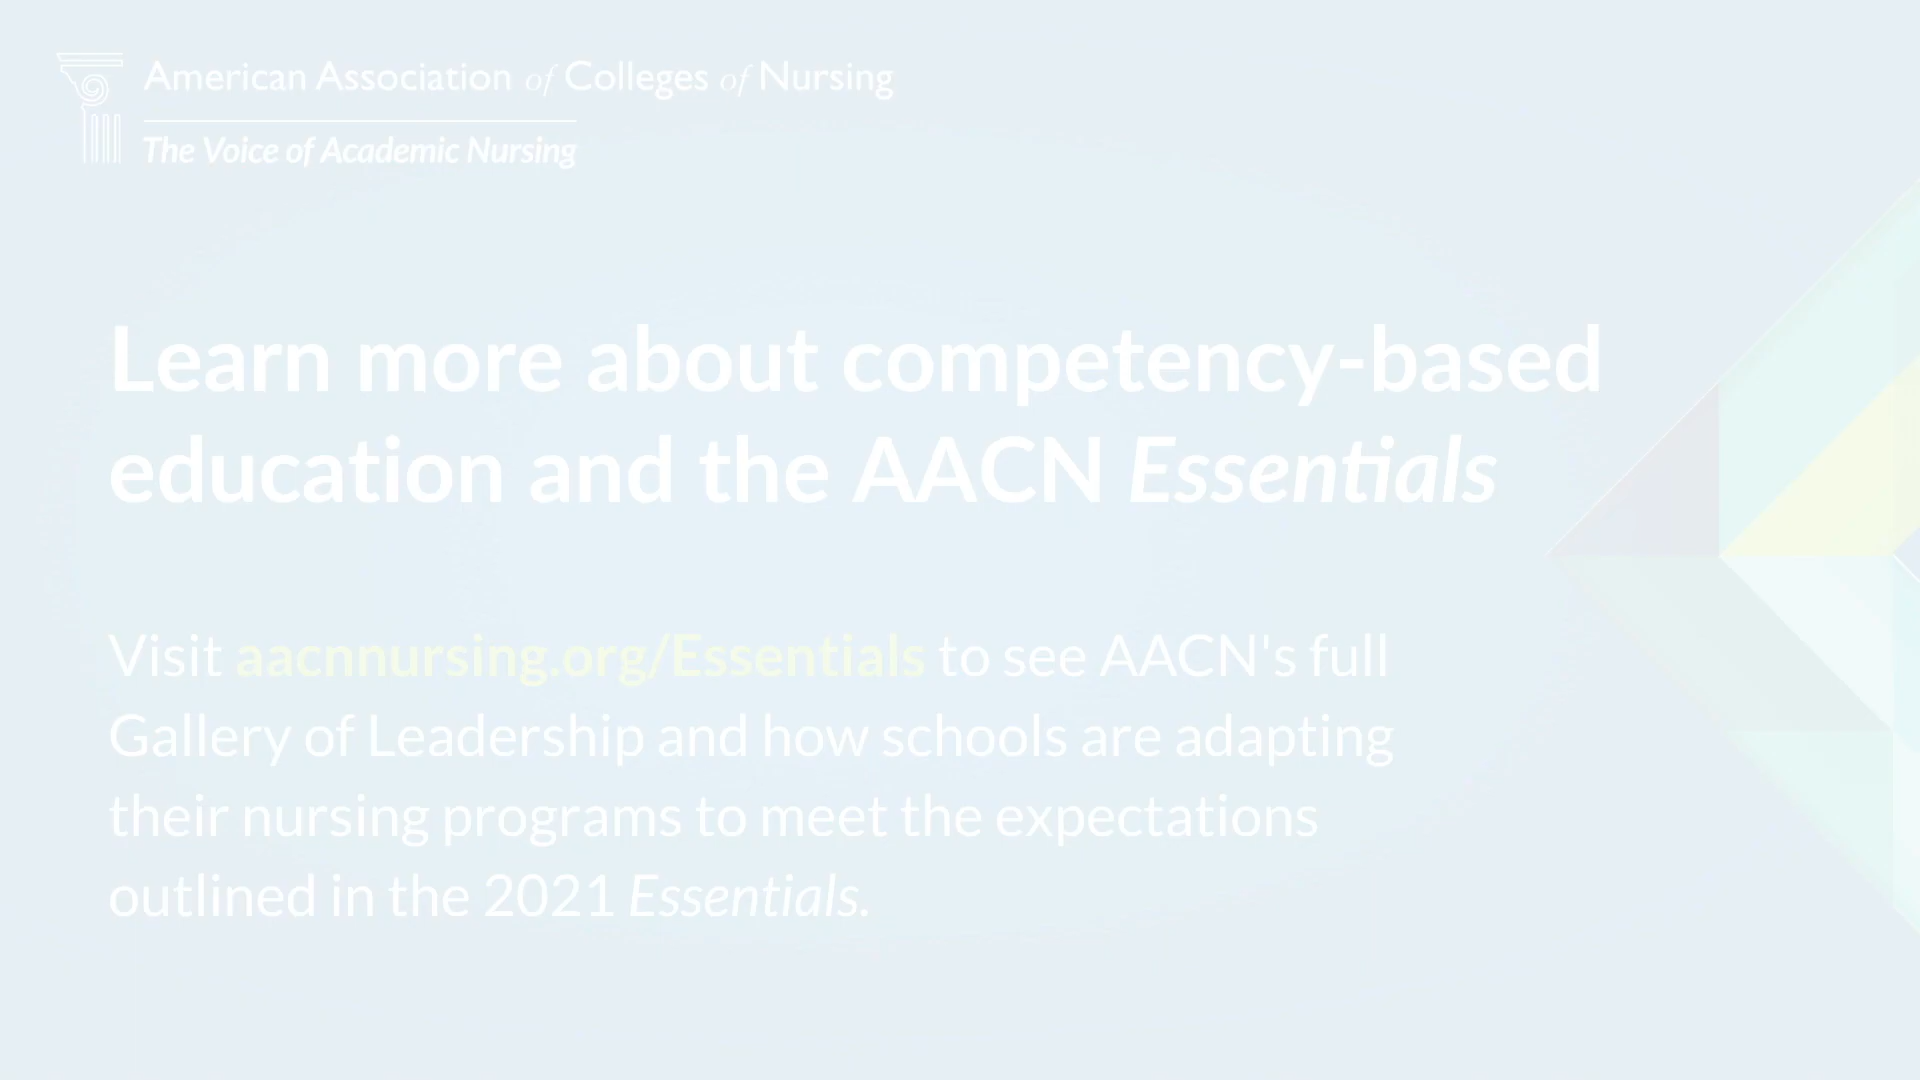 American Association of Colleges of Nursing
The Voice of Academic Nursing
Learn more about competency-based
education and the AACN Essentials
Visit aacnnursing.org/Essentials to see AACN's full
Gallery of Leadership and how schools are adapting
their nursing programs to meet the expectations
outlined in the 2021 Essentials.